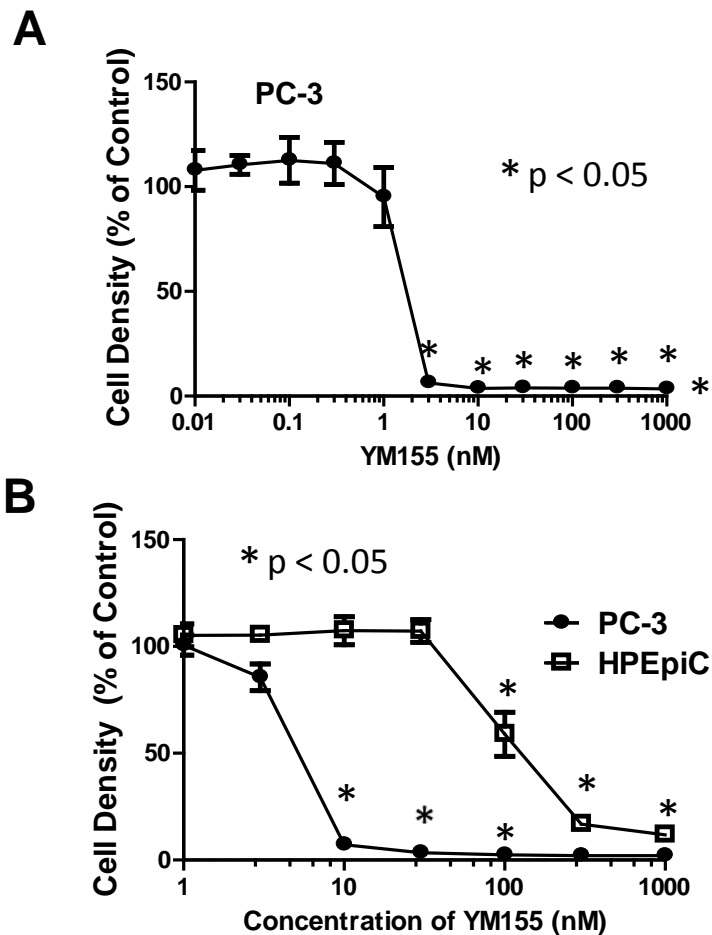 A
Cell Density (% of Control)
150
100
50
0
PC-3
* p < 0.05
* * * * * *
*
0.01 0.1 1 10 100 1000
YM155 (nM)
B
Cell Density (% of Control)
150
100
50
0
* p < 0.05
PC-3
HPEpiC
*
* *
* * *
1 10 100 1000
Concentration of YM155 (nM)